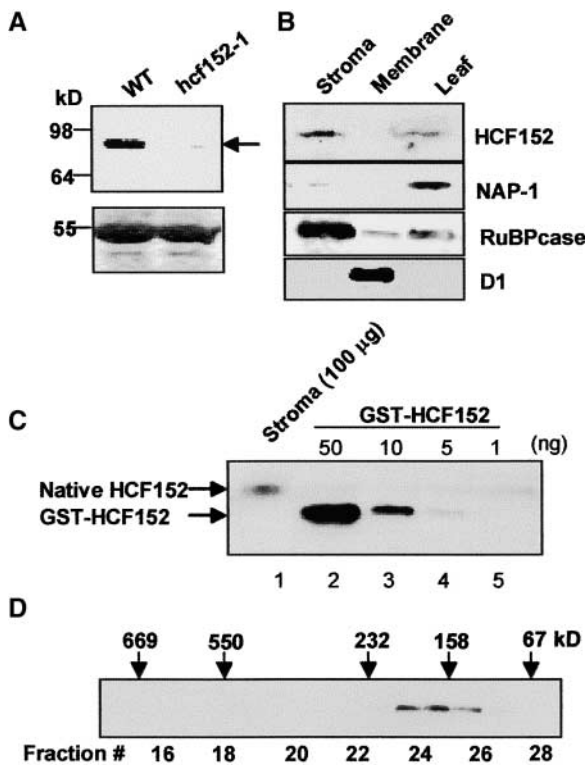 A
WT hcf152-1
kD
98
64
55
B
Stroma Membrane Leaf
HCF152
NAP-1
RuBPcase
D1
C
Stroma (100 μg)
GST-HCF152
50 10 5 1 (ng)
Native HCF152
GST-HCF152
1 2 3 4 5
D
669 550 232 158 67 kD
Fraction # 16 18 20 22 24 26 28